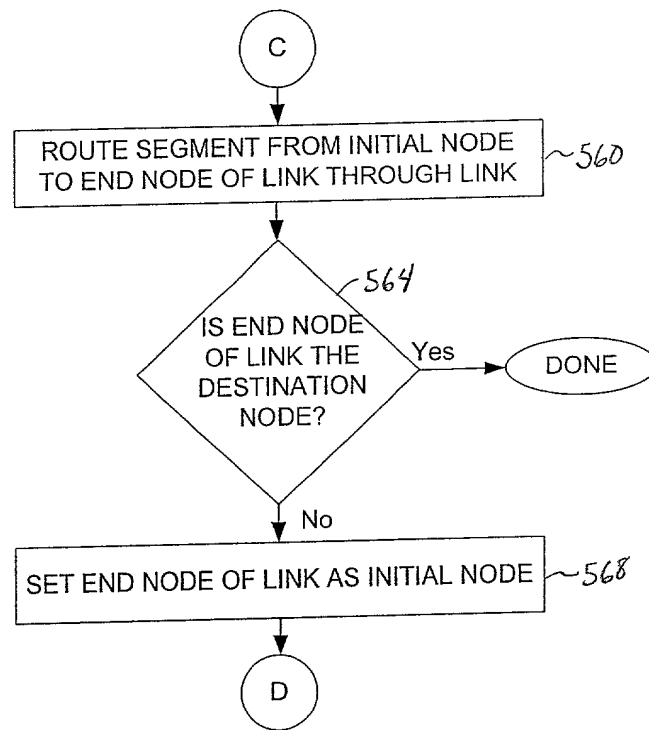 C
ROUTE SEGMENT FROM INITIAL NODE
TO END NODE OF LINK THROUGH LINK
560
564
IS END NODE
OF LINK THE
DESTINATION
NODE?
Yes
DONE
No
SET END NODE OF LINK AS INITIAL NODE
568
D